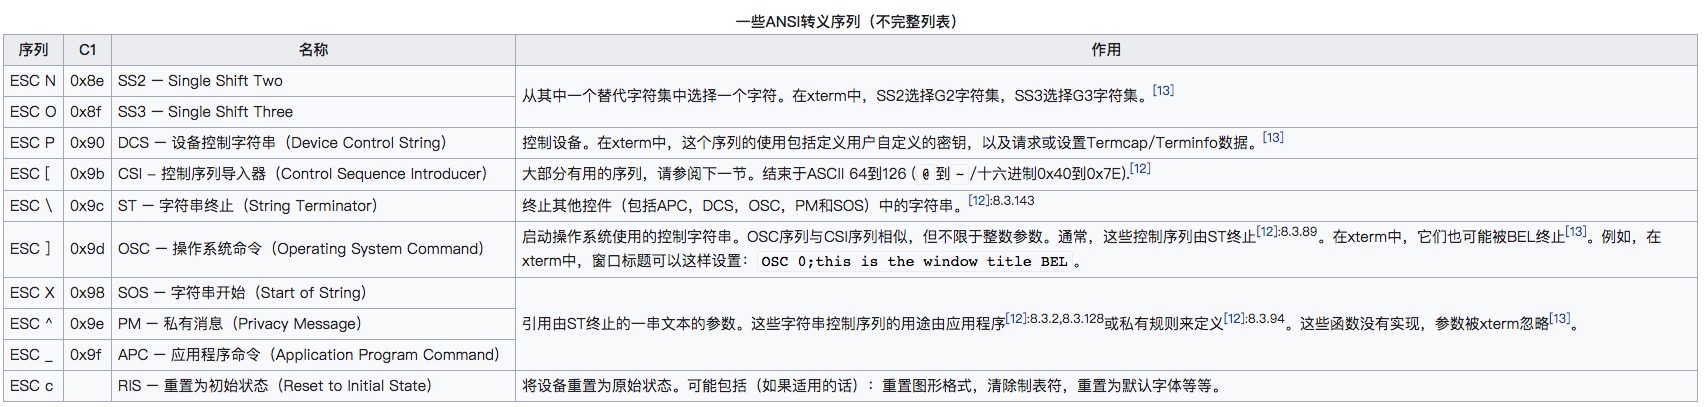 一些ANSI转义序列（不完整列表）
序列 C1 名称 作用
ESC N 0x8e SS2 — Single Shift Two
从其中一个替代字符集中选择一个字符。在xterm中，SS2选择G2字符集，SS3选择G3字符集。[13]
ESC O 0x8f SS3 — Single Shift Three
ESC P 0x90 DCS — 设备控制字符串（Device Control String） 控制设备。在xterm中，这个序列的使用包括定义用户自定义的密钥，以及请求或设置Termcap/Terminfo数据。[13]
ESC [ 0x9b CSI – 控制序列导入器（Control Sequence Introducer） 大部分有用的序列，请参阅下一节。结束于ASCII 64到126 ( @ 到 ~ /十六进制0x40到0x7E).[12]
ESC \ 0x9c ST — 字符串终止（String Terminator） 终止其他控件（包括APC，DCS，OSC，PM和SOS）中的字符串。[12]:8.3.143
ESC ] 0x9d OSC — 操作系统命令（Operating System Command） 启动操作系统使用的控制字符串。OSC序列与CSI序列相似，但不限于整数参数。通常，这些控制序列由ST终止[12]:8.3.89。在xterm中，它们也可能被BEL终止[13]。例如，在
xterm中，窗口标题可以这样设置： OSC 0;this is the window title BEL 。
ESC X 0x98 SOS — 字符串开始（Start of String）
ESC ^ 0x9e PM — 私有消息（Privacy Message） 引用由ST终止的一串文本的参数。这些字符串控制序列的用途由应用程序[12]:8.3.2,8.3.128或私有规则来定义[12]:8.3.94。这些函数没有实现，参数被xterm忽略[13]。
ESC _ 0x9f APC — 应用程序命令（Application Program Command）
ESC c RIS — 重置为初始状态（Reset to Initial State） 将设备重置为原始状态。可能包括（如果适用的话）：重置图形格式，清除制表符，重置为默认字体等等。